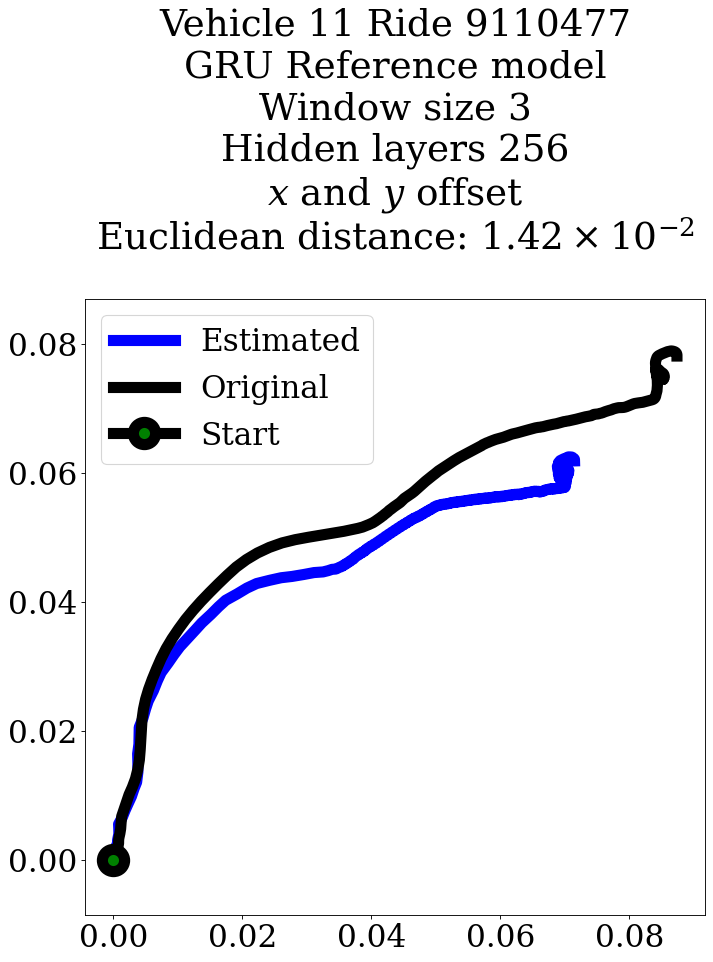 Vehicle 11 Ride 9110477
GRU Reference model
Window size 3
Hidden layers 256
x and y offset
Euclidean distance: 1.42 × 10⁻²
Estimated
Original
Start
0.08
0.06
0.04
0.02
0.00
0.00 0.02 0.04 0.06 0.08